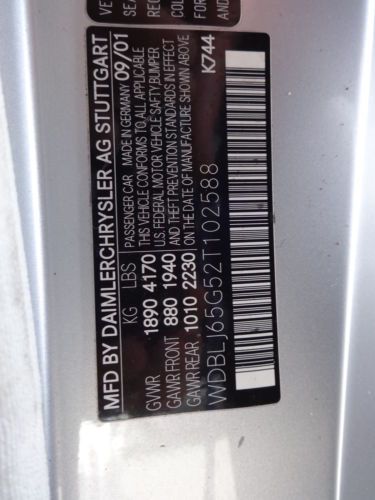 MFD BY DAIMLERCHRYSLER AG STUTTGART
KG LBS PASSENGER CAR MADE IN GERMANY 09/01
GVWR 1890 4170 THIS VEHICLE CONFORMS TO ALL APPLICABLE
GAWR FRONT 880 1940 U.S. FEDERAL MOTOR VEHICLE SAFTY, BUMPER,
GAWR REAR 1010 2230 AND THEFT PREVENTION STANDARDS IN EFFECT
ON THE DATE OF MANUFACTURE SHOWN ABOVE
WDBLJ65G52T102588 K744